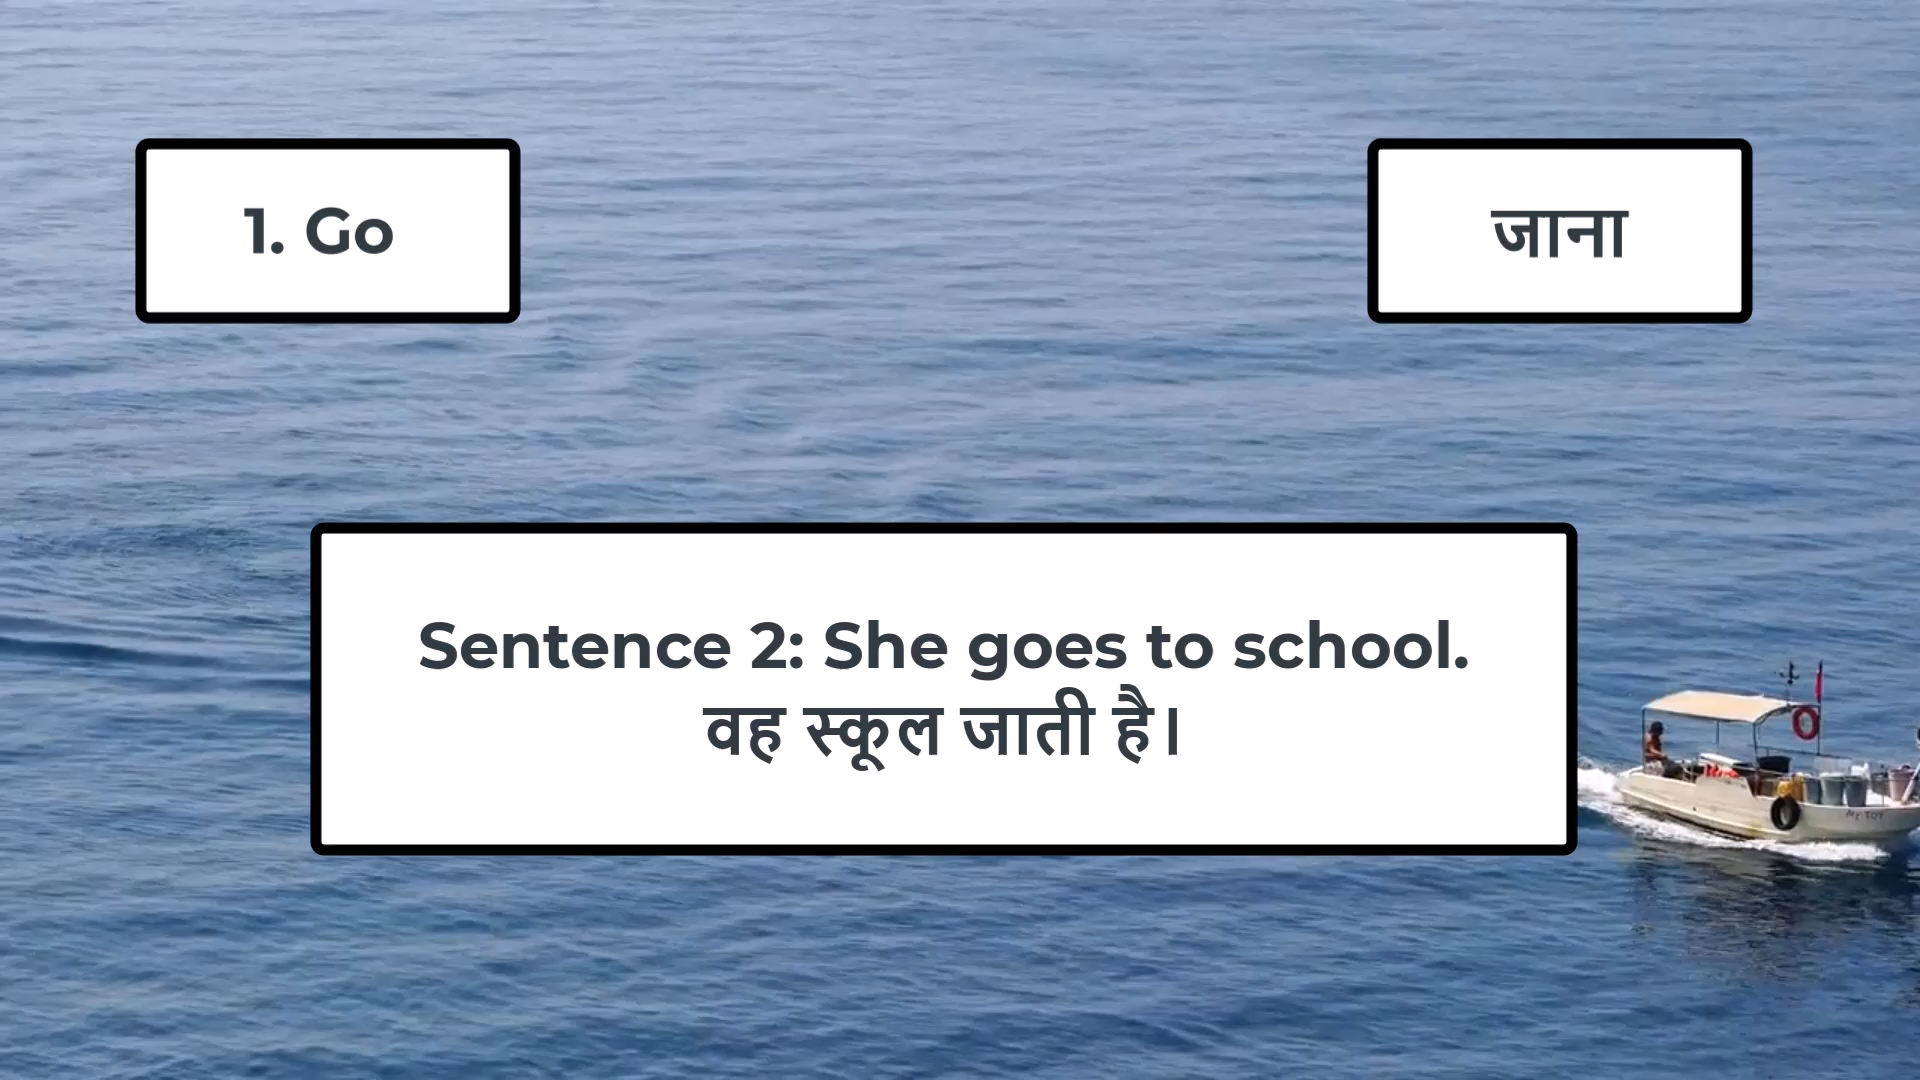 1. Go
जाना
Sentence 2: She goes to school.
वह स्कूल जाती है।